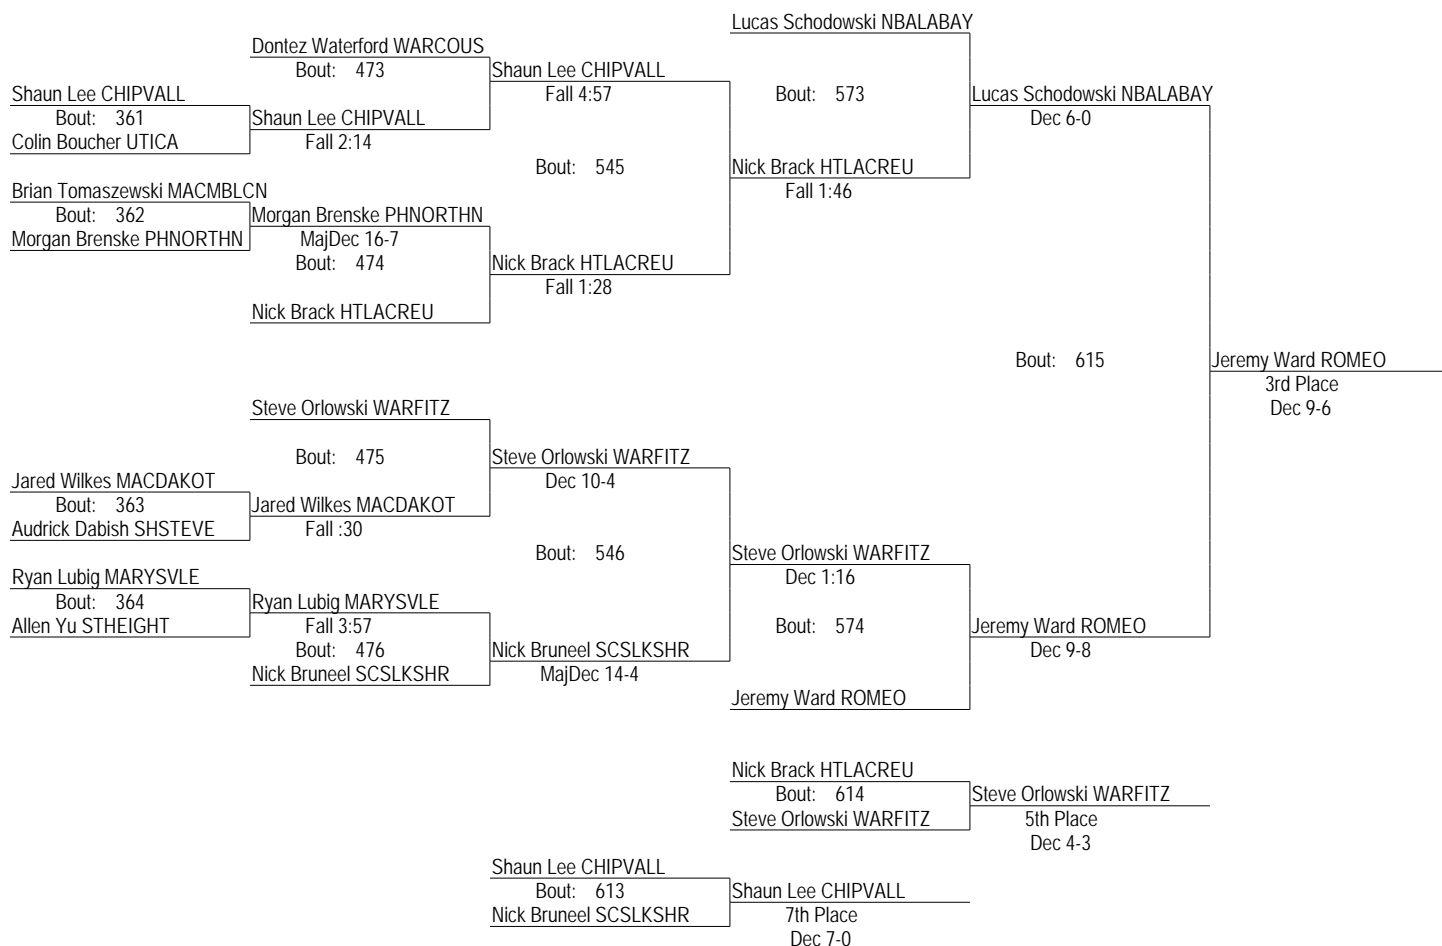 Lucas Schodowski NBALABAY
Dontez Waterford WARCOUS
Bout: 473
Shaun Lee CHIPVALL
Fall 4:57
Bout: 573
Lucas Schodowski NBALABAY
Dec 6-0
Shaun Lee CHIPVALL
Bout: 361
Colin Boucher UTICA
Shaun Lee CHIPVALL
Fall 2:14
Bout: 545
Nick Brack HTLACREU
Fall 1:46
Brian Tomaszewski MACMBLCN
Bout: 362
Morgan Brenske PHNORTHN
Morgan Brenske PHNORTHN
MajDec 16-7
Bout: 474
Nick Brack HTLACREU
Fall 1:28
Nick Brack HTLACREU
Bout: 615
Jeremy Ward ROMEO
3rd Place
Dec 9-6
Steve Orlowski WARFITZ
Bout: 475
Steve Orlowski WARFITZ
Dec 10-4
Jared Wilkes MACDAKOT
Bout: 363
Audrick Dabish SHSTEVE
Jared Wilkes MACDAKOT
Fall :30
Bout: 546
Steve Orlowski WARFITZ
Dec 1:16
Ryan Lubig MARYSVLE
Bout: 364
Allen Yu STHEIGHT
Ryan Lubig MARYSVLE
Fall 3:57
Bout: 476
Nick Bruneel SCSLKSHR
Nick Bruneel SCSLKSHR
MajDec 14-4
Bout: 574
Jeremy Ward ROMEO
Dec 9-8
Jeremy Ward ROMEO
Nick Brack HTLACREU
Bout: 614
Steve Orlowski WARFITZ
Steve Orlowski WARFITZ
5th Place
Dec 4-3
Shaun Lee CHIPVALL
Bout: 613
Nick Bruneel SCSLKSHR
Shaun Lee CHIPVALL
7th Place
Dec 7-0